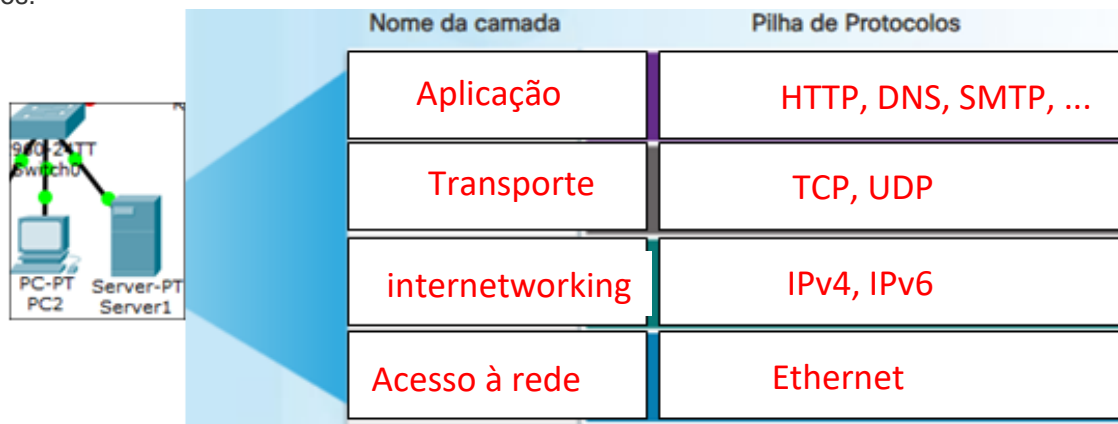 Nome da camada Pilha de Protocolos
Aplicação HTTP, DNS, SMTP, ...
Transporte TCP, UDP
internetworking IPv4, IPv6
Acesso à rede Ethernet
Switch0
PC-PT Server-PT
PC2 Server1